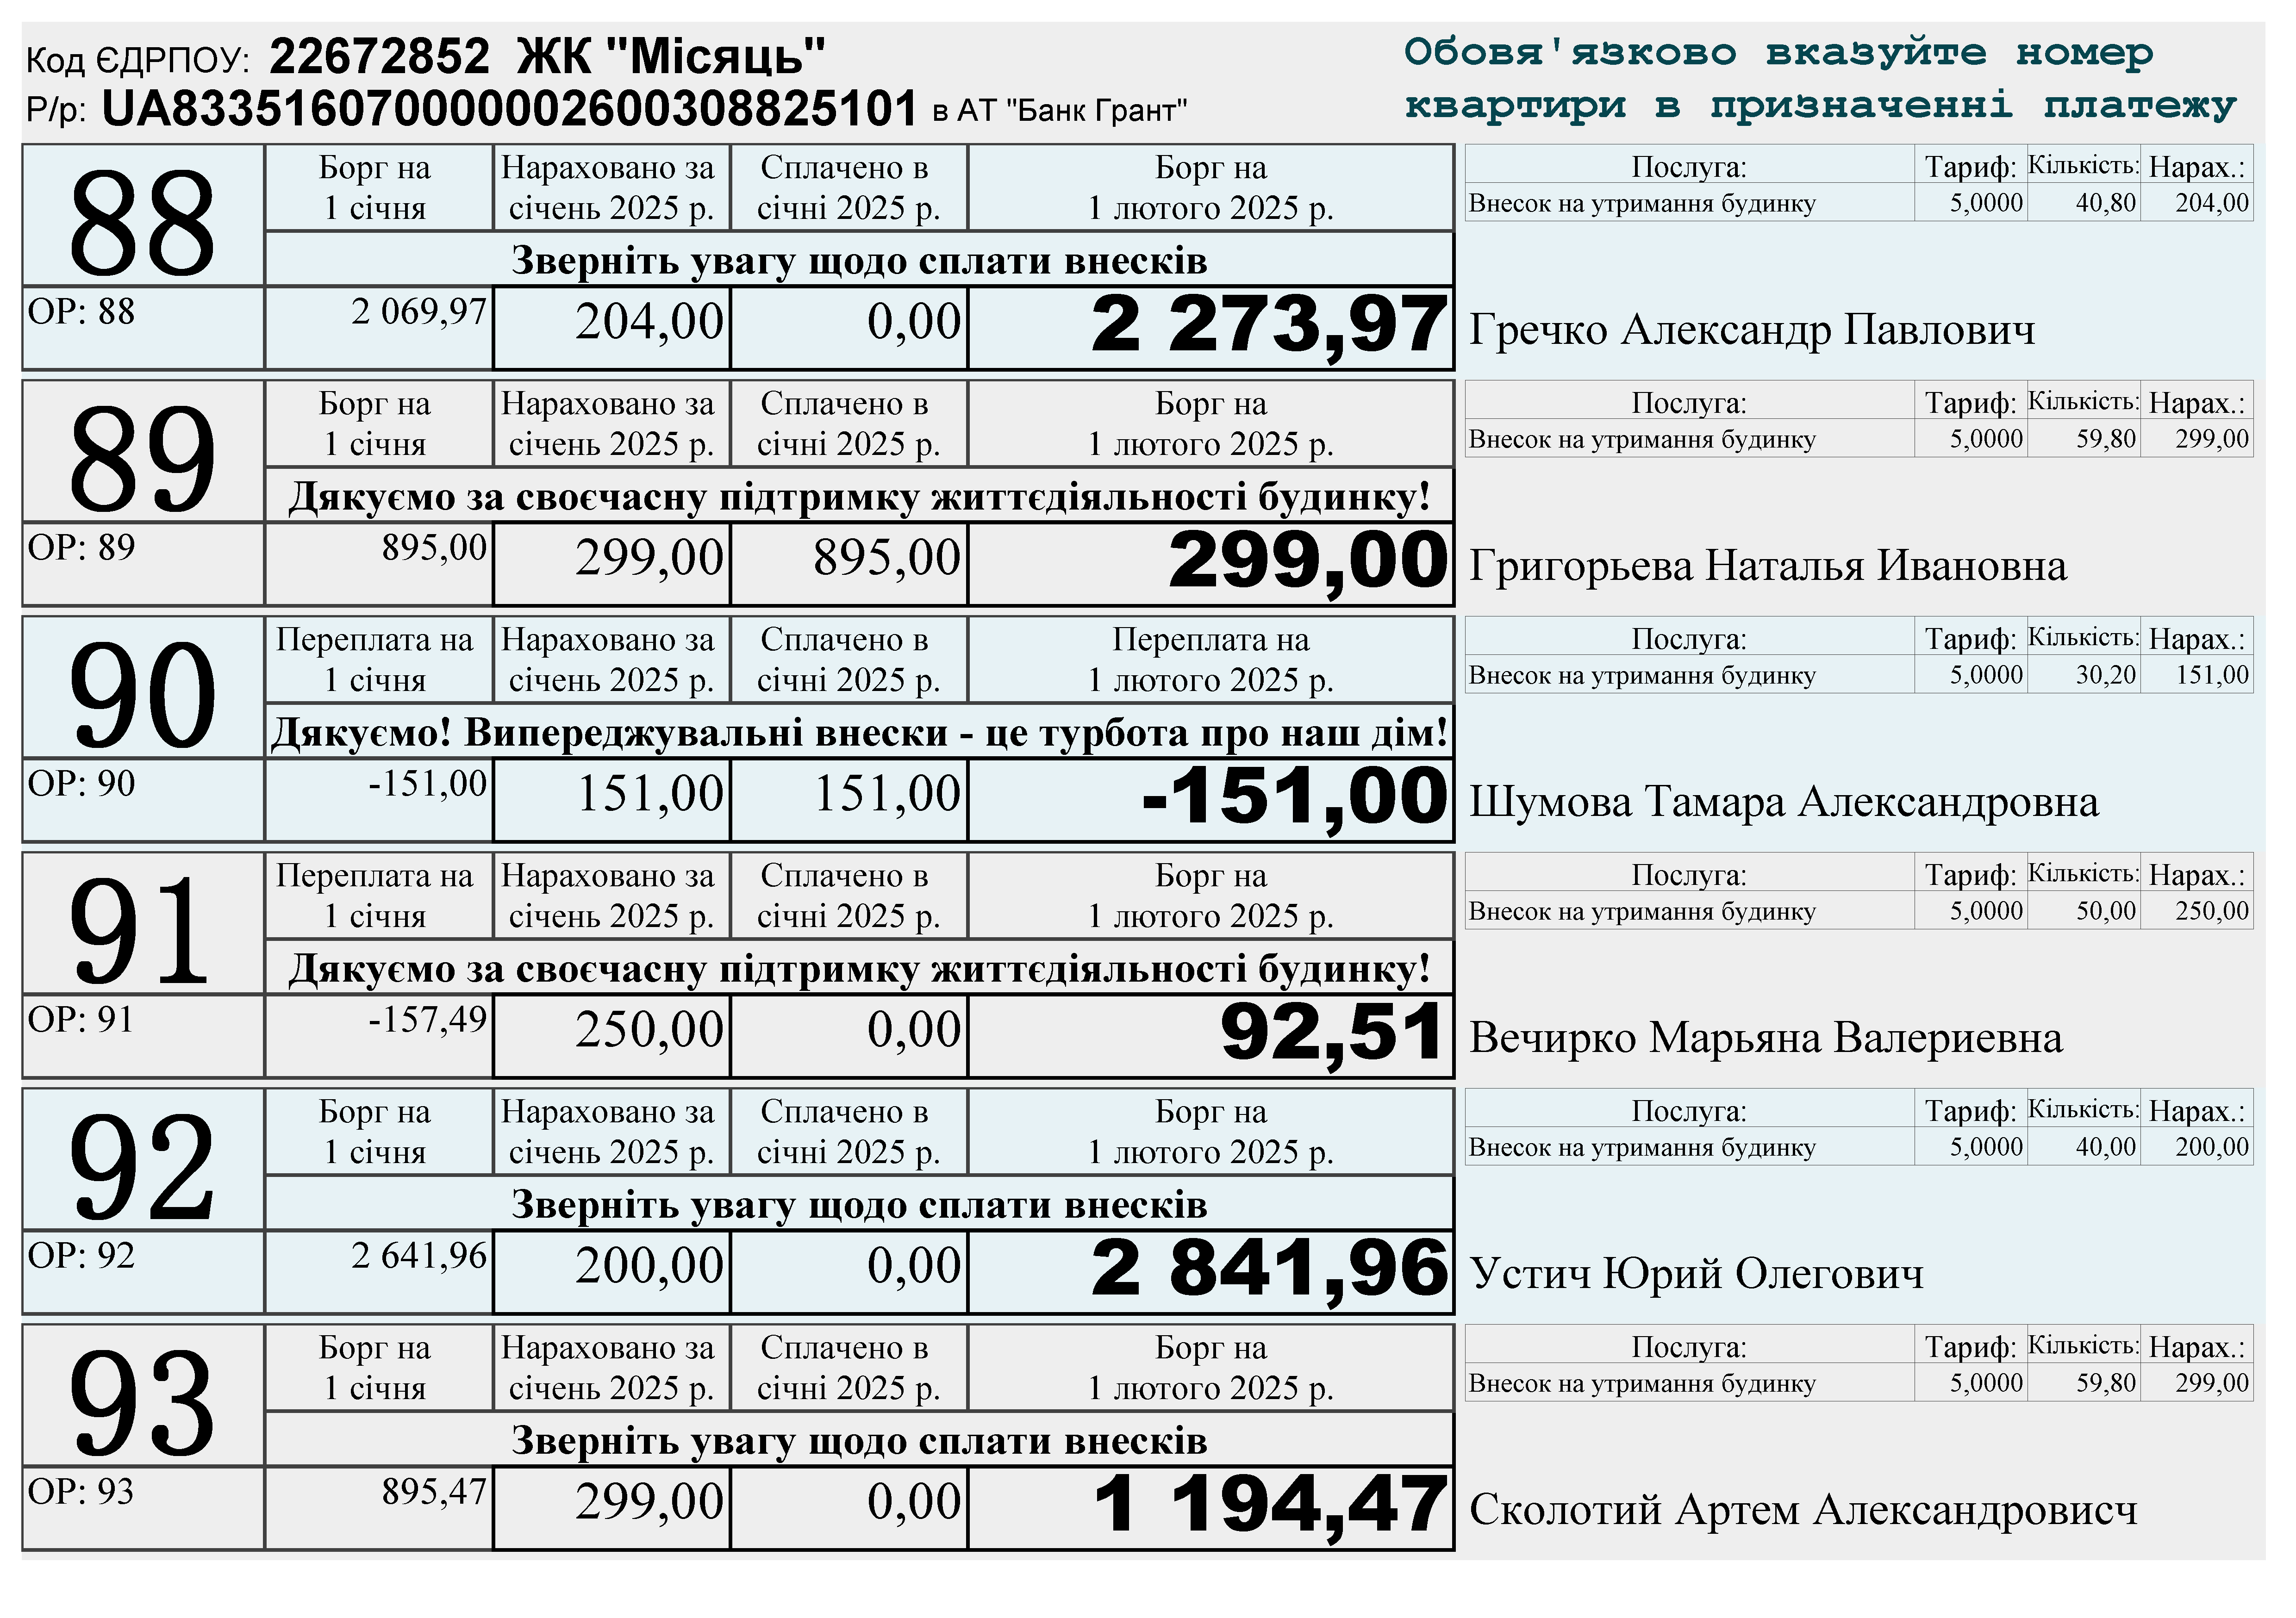 Код ЄДРПОУ: 22672852 ЖК "Місяць"
Р/р: UA833516070000002600308825101 в АТ "Банк Грант"
Обовя'язково вказуйте номер
квартири в призначенні платежу
88
Борг на
1 січня
Нараховано за
січень 2025 р.
Сплачено в
січні 2025 р.
Борг на
1 лютого 2025 р.
Зверніть увагу щодо сплати внесків
ОР: 88 2 069,97 204,00 0,00 2 273,97
Послуга: Тариф: Кількість: Нарах.:
Внесок на утримання будинку 5,0000 40,80 204,00
Гречко Александр Павлович
89
Борг на
1 січня
Нараховано за
січень 2025 р.
Сплачено в
січні 2025 р.
Борг на
1 лютого 2025 р.
Дякуємо за своєчасну підтримку життєдіяльності будинку!
ОР: 89 895,00 299,00 895,00 299,00
Послуга: Тариф: Кількість: Нарах.:
Внесок на утримання будинку 5,0000 59,80 299,00
Григорьева Наталья Ивановна
90
Переплата на
1 січня
Нараховано за
січень 2025 р.
Сплачено в
січні 2025 р.
Переплата на
1 лютого 2025 р.
Дякуємо! Випереджувальні внески - це турбота про наш дім!
ОР: 90 -151,00 151,00 151,00 -151,00
Послуга: Тариф: Кількість: Нарах.:
Внесок на утримання будинку 5,0000 30,20 151,00
Шумова Тамара Александровна
91
Переплата на
1 січня
Нараховано за
січень 2025 р.
Сплачено в
січні 2025 р.
Борг на
1 лютого 2025 р.
Дякуємо за своєчасну підтримку життєдіяльності будинку!
ОР: 91 -157,49 250,00 0,00 92,51
Послуга: Тариф: Кількість: Нарах.:
Внесок на утримання будинку 5,0000 50,00 250,00
Вечирко Марьяна Валериевна
92
Борг на
1 січня
Нараховано за
січень 2025 р.
Сплачено в
січні 2025 р.
Борг на
1 лютого 2025 р.
Зверніть увагу щодо сплати внесків
ОР: 92 2 641,96 200,00 0,00 2 841,96
Послуга: Тариф: Кількість: Нарах.:
Внесок на утримання будинку 5,0000 40,00 200,00
Устич Юрий Олегович
93
Борг на
1 січня
Нараховано за
січень 2025 р.
Сплачено в
січні 2025 р.
Борг на
1 лютого 2025 р.
Зверніть увагу щодо сплати внесків
ОР: 93 895,47 299,00 0,00 1 194,47
Послуга: Тариф: Кількість: Нарах.:
Внесок на утримання будинку 5,0000 59,80 299,00
Сколотий Артем Александровисч